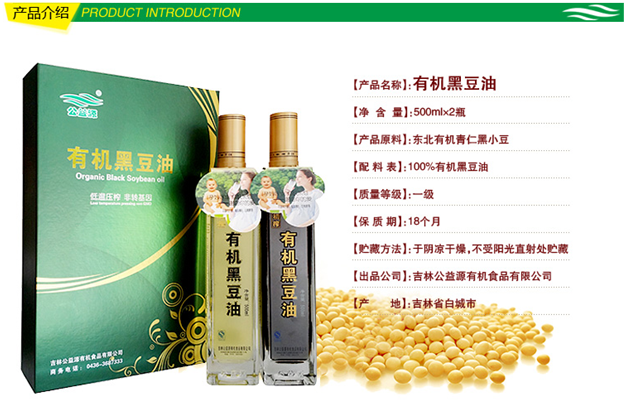 产品介绍 PRODUCT INTRODUCTION
公益源
有机黑豆油
Organic Black Soybean oil
低温压榨 非转基因
吉林公益源有机食品有限公司
有机黑豆油
500ml
有机黑豆油
【产品名称】:有机黑豆油
【净 含 量】:500ml×2瓶
【产品原料】:东北有机青仁黑小豆
【配 料 表】:100%有机黑豆油
【质量等级】:一级
【保 质 期】:18个月
【贮藏方法】:于阴凉干燥,不受阳光直射处贮藏
【出品公司】:吉林公益源有机食品有限公司
【产 地】:吉林省白城市